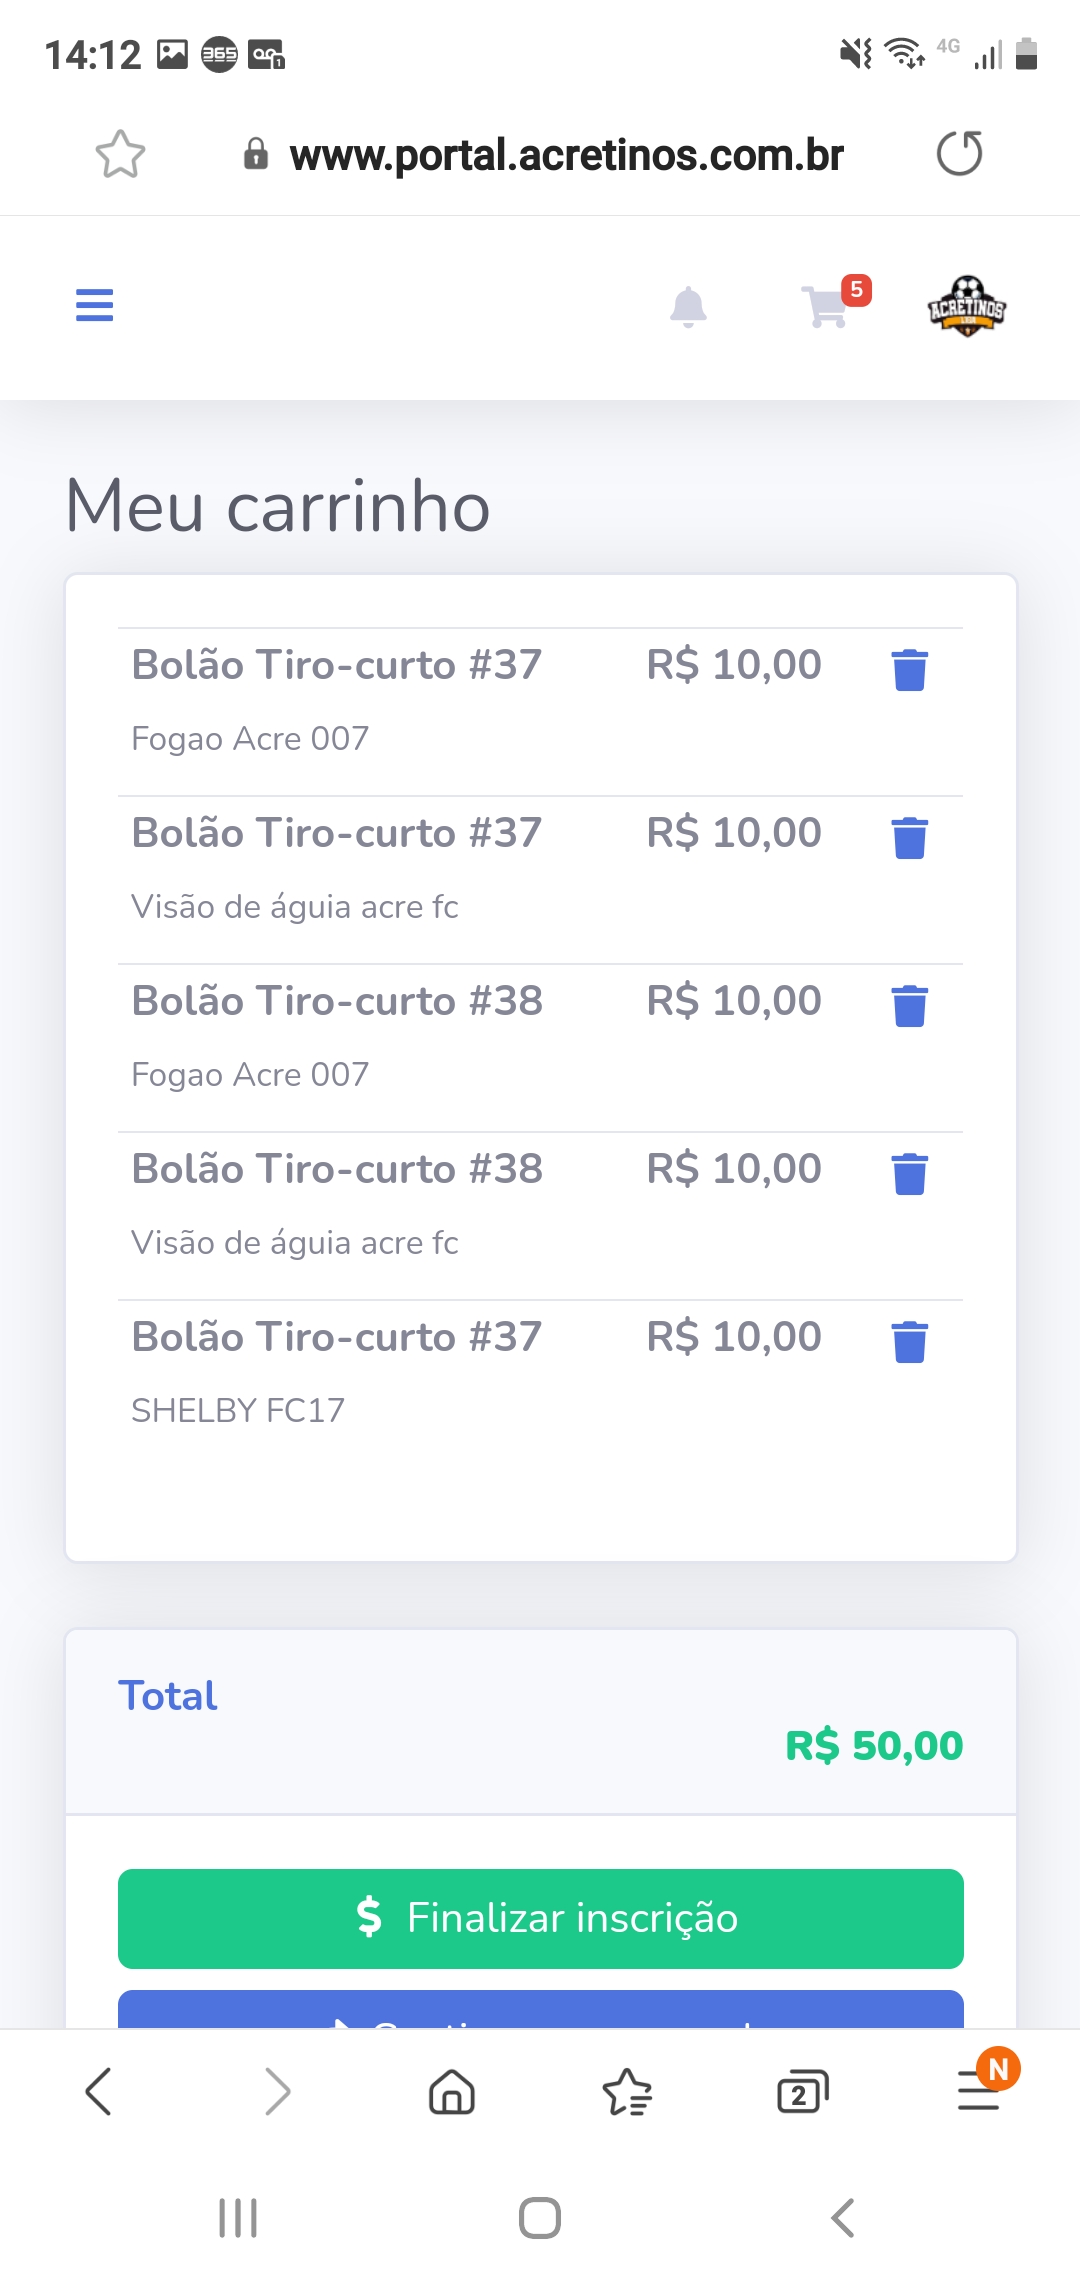 14:12
365
4G
www.portal.acretinos.com.br
5
ACRETINOS
Meu carrinho
Bolão Tiro-curto #37 R$ 10,00
Fogao Acre 007
Bolão Tiro-curto #37 R$ 10,00
Visão de águia acre fc
Bolão Tiro-curto #38 R$ 10,00
Fogao Acre 007
Bolão Tiro-curto #38 R$ 10,00
Visão de águia acre fc
Bolão Tiro-curto #37 R$ 10,00
SHELBY FC17
Total
R$ 50,00
$ Finalizar inscrição
2
N